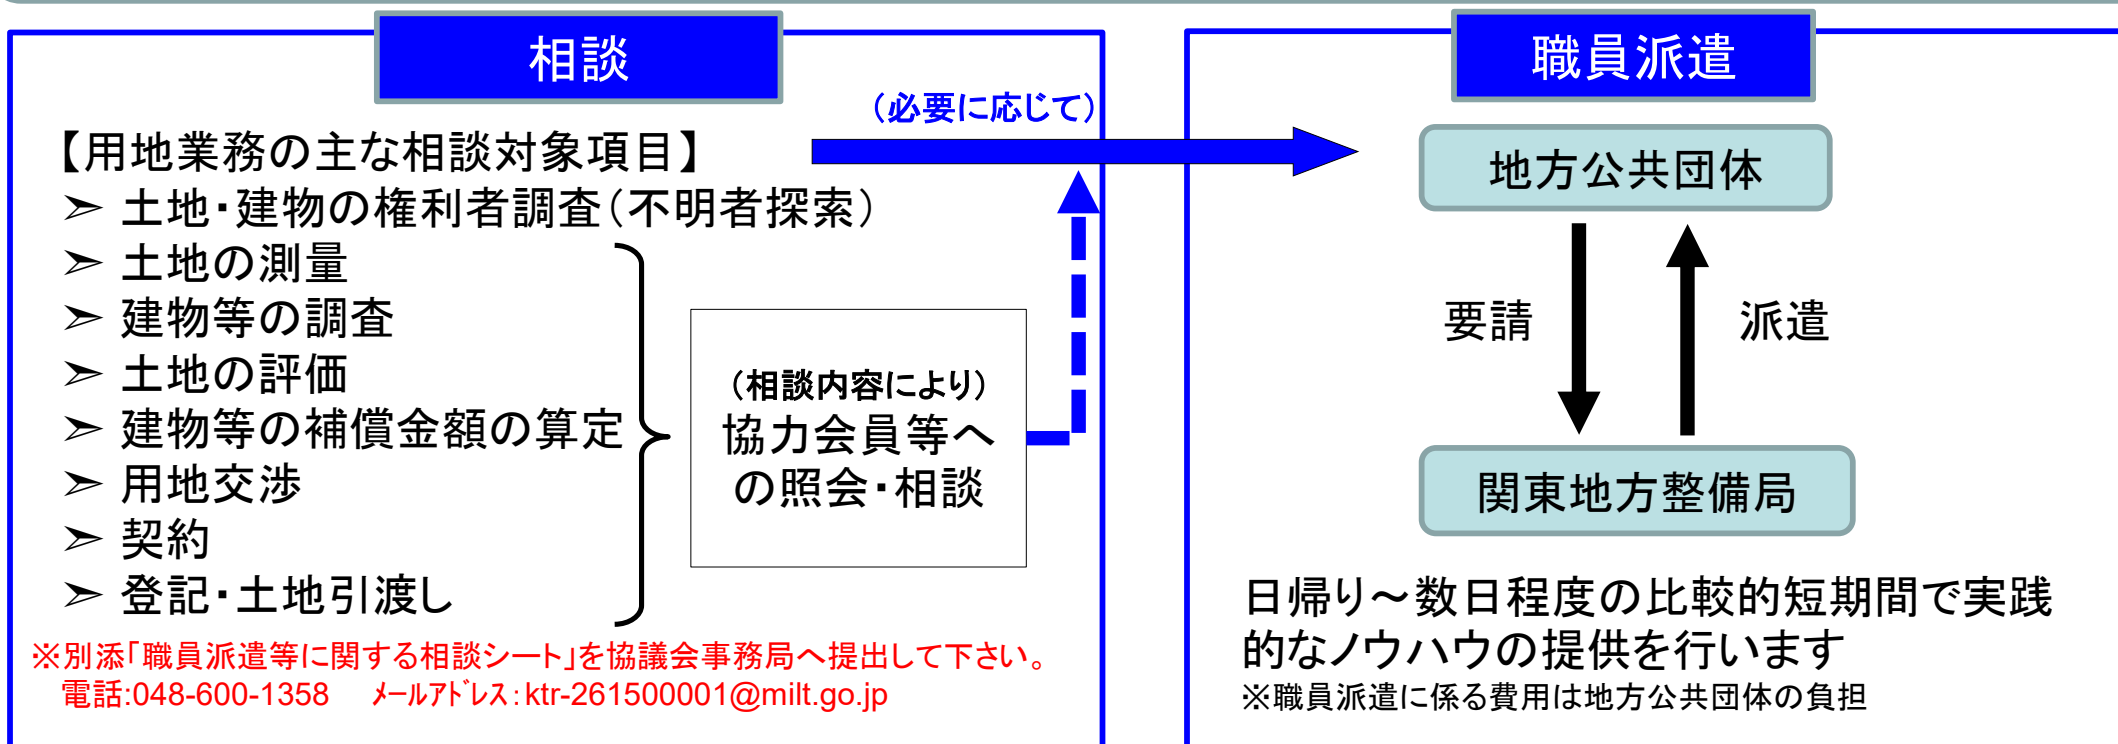 相談
【用地業務の主な相談対象項目】
➢ 土地・建物の権利者調査(不明者探索)
➢ 土地の測量
➢ 建物等の調査
➢ 土地の評価
➢ 建物等の補償金額の算定
➢ 用地交渉
➢ 契約
➢ 登記・土地引渡し
(相談内容により)
協力会員等へ
の照会・相談
※別添「職員派遣等に関する相談シート」を協議会事務局へ提出して下さい。
電話:048-600-1358 メールアドレス:ktr-261500001@milt.go.jp
(必要に応じて)
職員派遣
地方公共団体
要請
派遣
関東地方整備局
日帰り～数日程度の比較的短期間で実践
的なノウハウの提供を行います
※職員派遣に係る費用は地方公共団体の負担